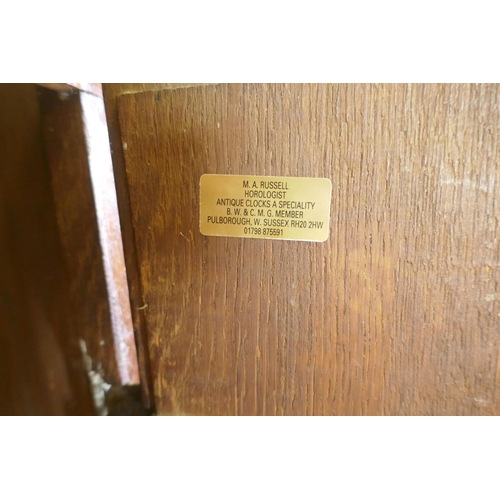 M. A. RUSSELL
HOROLOGIST
ANTIQUE CLOCKS A SPECIALITY
B. W. & C. M. G. MEMBER
PULBOROUGH, W. SUSSEX RH20 2HW
01798 875591